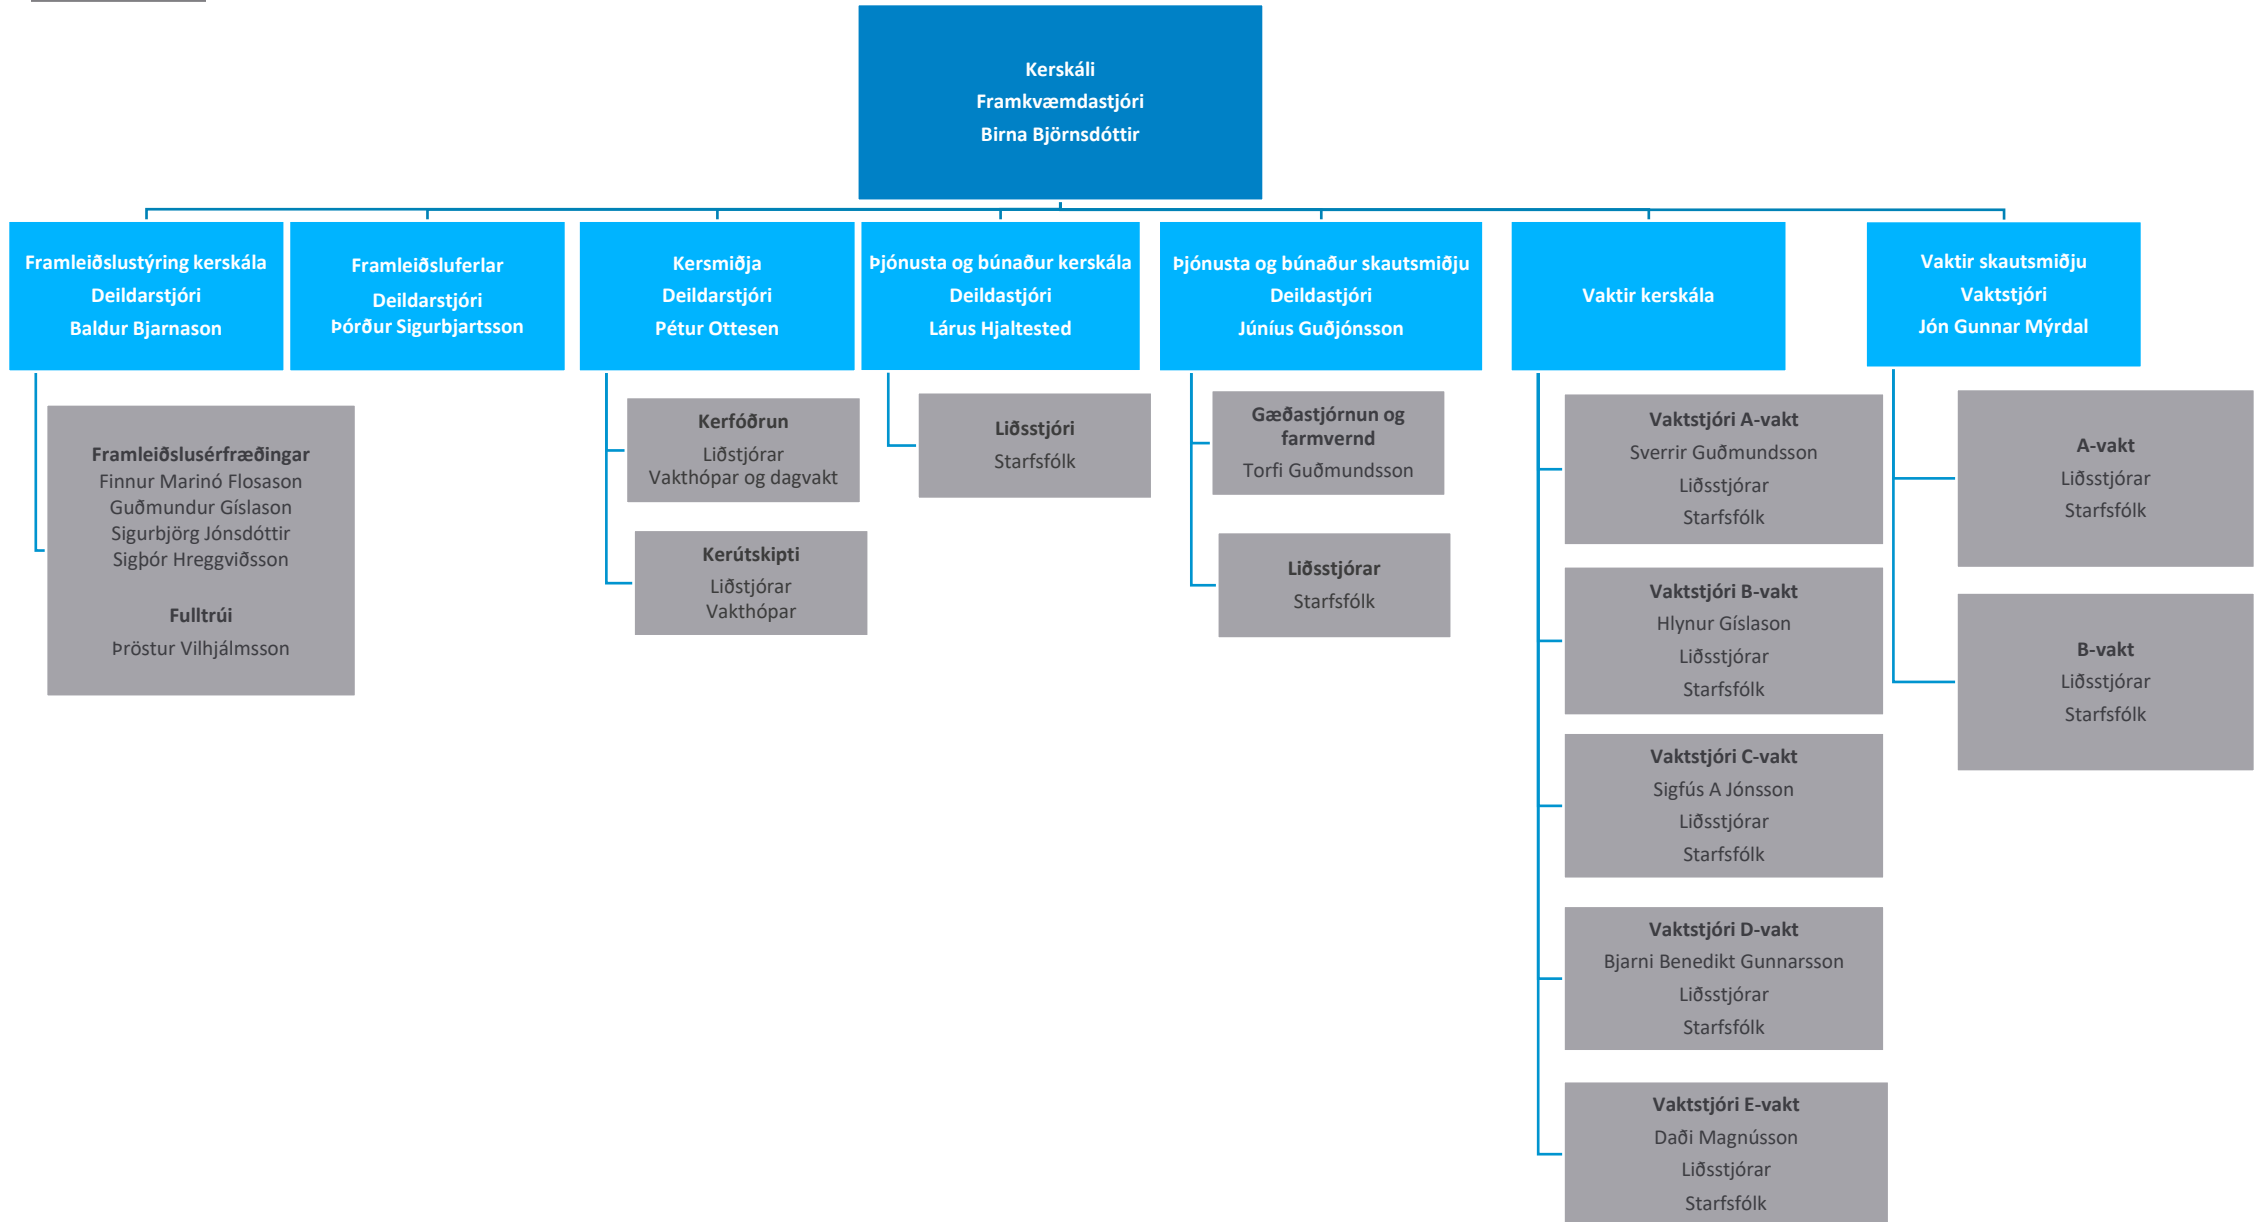 Kerskáli
Framkvæmdastjóri
Birna Björnsdóttir
Framleiðslustýring kerskála
Deildarstjóri
Baldur Bjarnason
Framleiðsluferlar
Deildarstjóri
Þórður Sigurbjartsson
Kersmiðja
Deildarstjóri
Pétur Ottesen
Þjónusta og búnaður kerskála
Deildastjóri
Lárus Hjaltested
Þjónusta og búnaður skautsmiðju
Deildastjóri
Júníus Guðjónsson
Vaktir kerskála
Vaktir skautsmiðju
Vaktstjóri
Jón Gunnar Mýrdal
Framleiðslusérfræðingar
Finnur Marinó Flosason
Guðmundur Gíslason
Sigurbjörg Jónsdóttir
Sigþór Hreggviðsson
Fulltrúi
Þröstur Vilhjálmsson
Kerfóðrun
Liðstjórar
Vakthópar og dagvakt
Kerútskipti
Liðstjórar
Vakthópar
Liðsstjóri
Starfsfólk
Gæðastjórnun og
farmvernd
Torfi Guðmundsson
Liðsstjórar
Starfsfólk
Vaktstjóri A-vakt
Sverrir Guðmundsson
Liðsstjórar
Starfsfólk
Vaktstjóri B-vakt
Hlynur Gíslason
Liðsstjórar
Starfsfólk
Vaktstjóri C-vakt
Sigfús A Jónsson
Liðsstjórar
Starfsfólk
Vaktstjóri D-vakt
Bjarni Benedikt Gunnarsson
Liðsstjórar
Starfsfólk
Vaktstjóri E-vakt
Daði Magnússon
Liðsstjórar
Starfsfólk
A-vakt
Liðsstjórar
Starfsfólk
B-vakt
Liðsstjórar
Starfsfólk